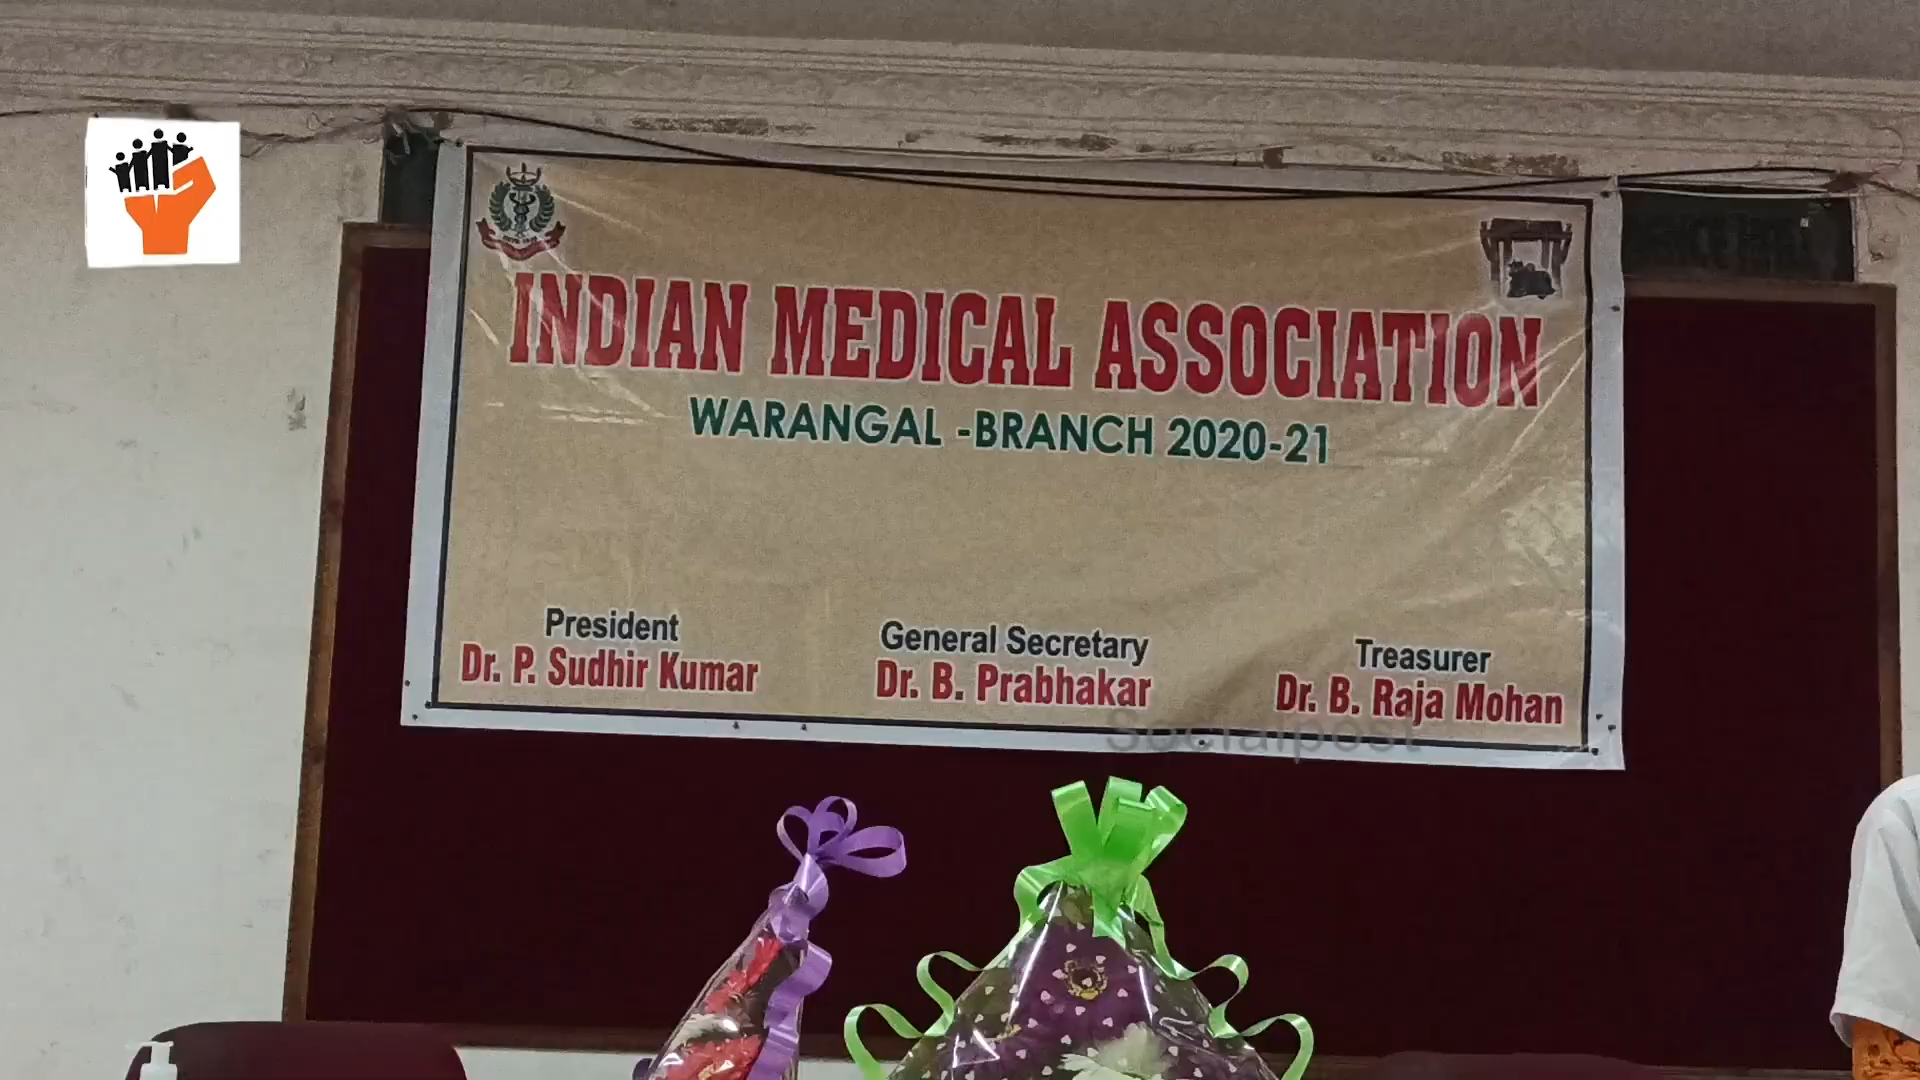 INDIAN MEDICAL ASSOCIATION
WARANGAL -BRANCH 2020-21
President
Dr. P. Sudhir Kumar
General Secretary
Dr. B. Prabhakar
Treasurer
Dr. B. Raja Mohan
Socialpost